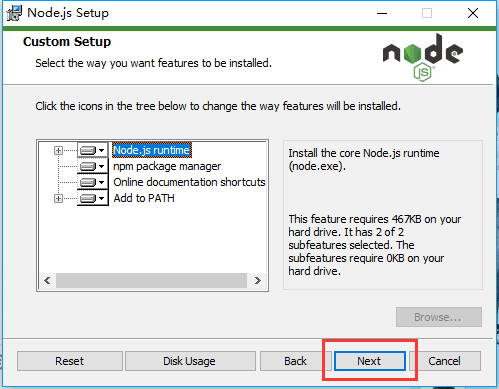 Node.js Setup
Custom Setup
Select the way you want features to be installed.
node
JS
Click the icons in the tree below to change the way features will be installed.
Node.js runtime
npm package manager
Online documentation shortcuts
Add to PATH
Install the core Node.js runtime
(node.exe).
This feature requires 467KB on your
hard drive. It has 2 of 2
subfeatures selected. The
subfeatures require 0KB on your
hard drive.
Browse...
Reset
Disk Usage
Back
Next
Cancel